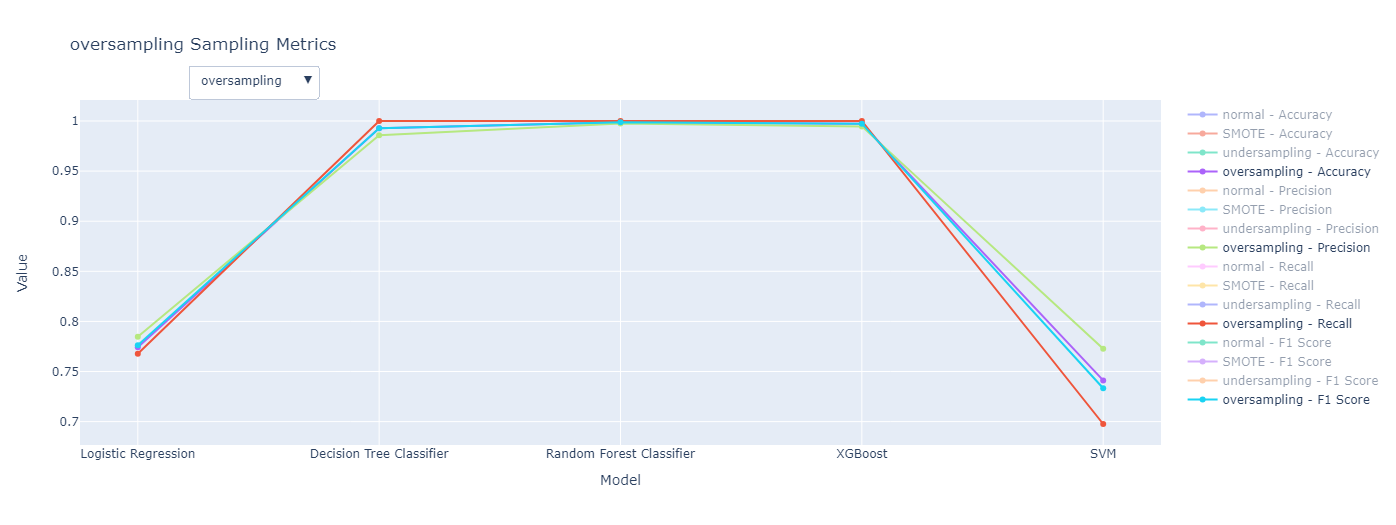 oversampling Sampling Metrics
oversampling ▼
1
0.95
0.9
0.85
0.8
0.75
0.7
Value
Logistic Regression
Decision Tree Classifier
Random Forest Classifier
XGBoost
SVM
Model
normal - Accuracy
SMOTE - Accuracy
undersampling - Accuracy
oversampling - Accuracy
normal - Precision
SMOTE - Precision
undersampling - Precision
oversampling - Precision
normal - Recall
SMOTE - Recall
undersampling - Recall
oversampling - Recall
normal - F1 Score
SMOTE - F1 Score
undersampling - F1 Score
oversampling - F1 Score